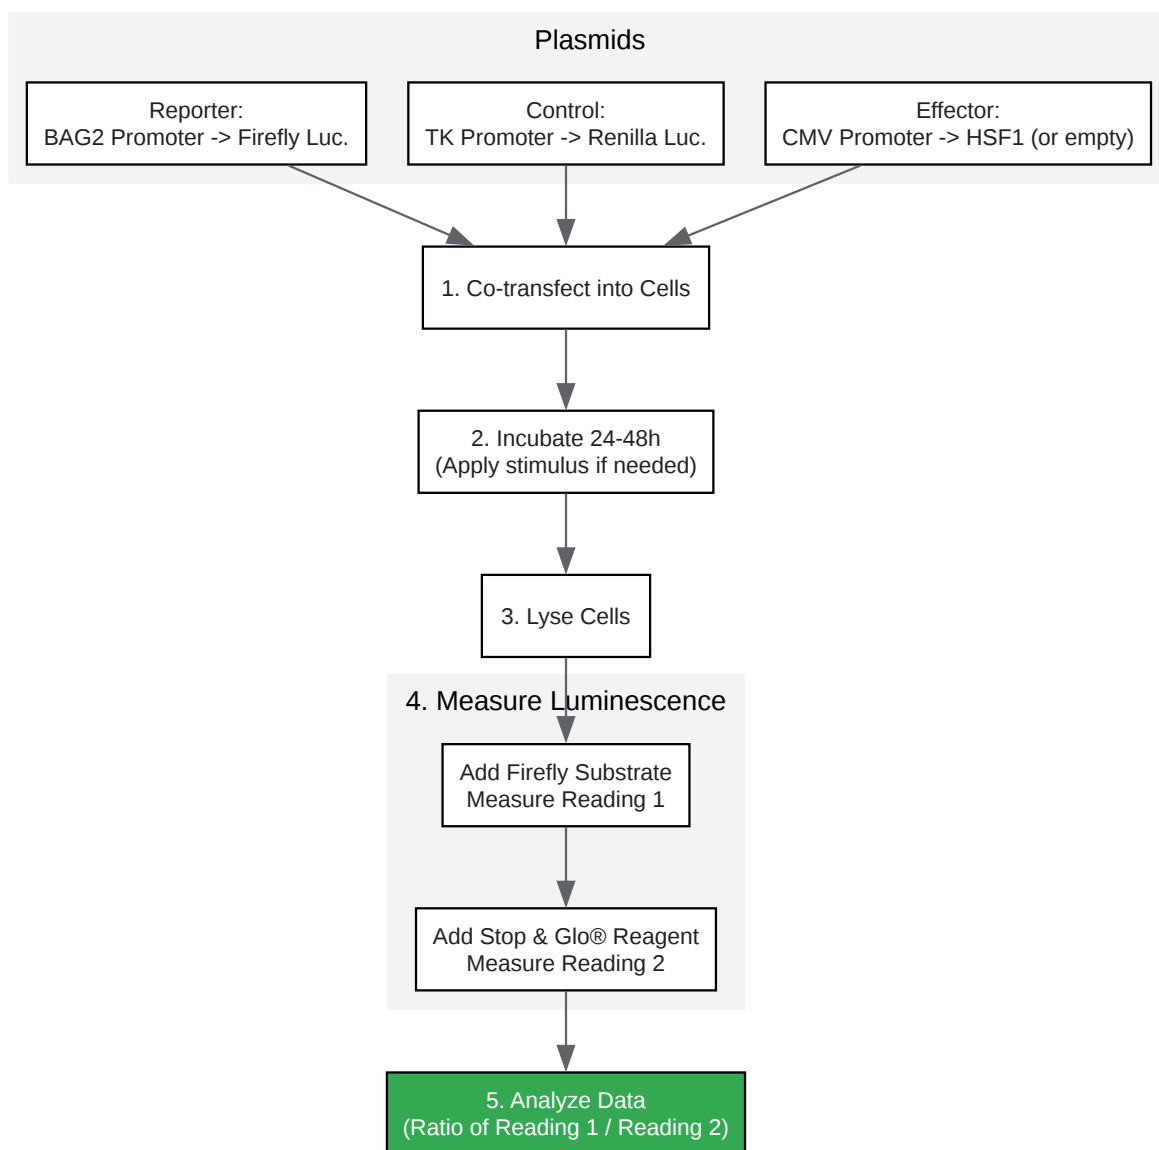 Plasmids
Reporter:
BAG2 Promoter -> Firefly Luc.
Control:
TK Promoter -> Renilla Luc.
Effector:
CMV Promoter -> HSF1 (or empty)
1. Co-transfect into Cells
2. Incubate 24-48h
(Apply stimulus if needed)
3. Lyse Cells
4. Measure Luminescence
Add Firefly Substrate
Measure Reading 1
Add Stop & Glo® Reagent
Measure Reading 2
5. Analyze Data
(Ratio of Reading 1 / Reading 2)